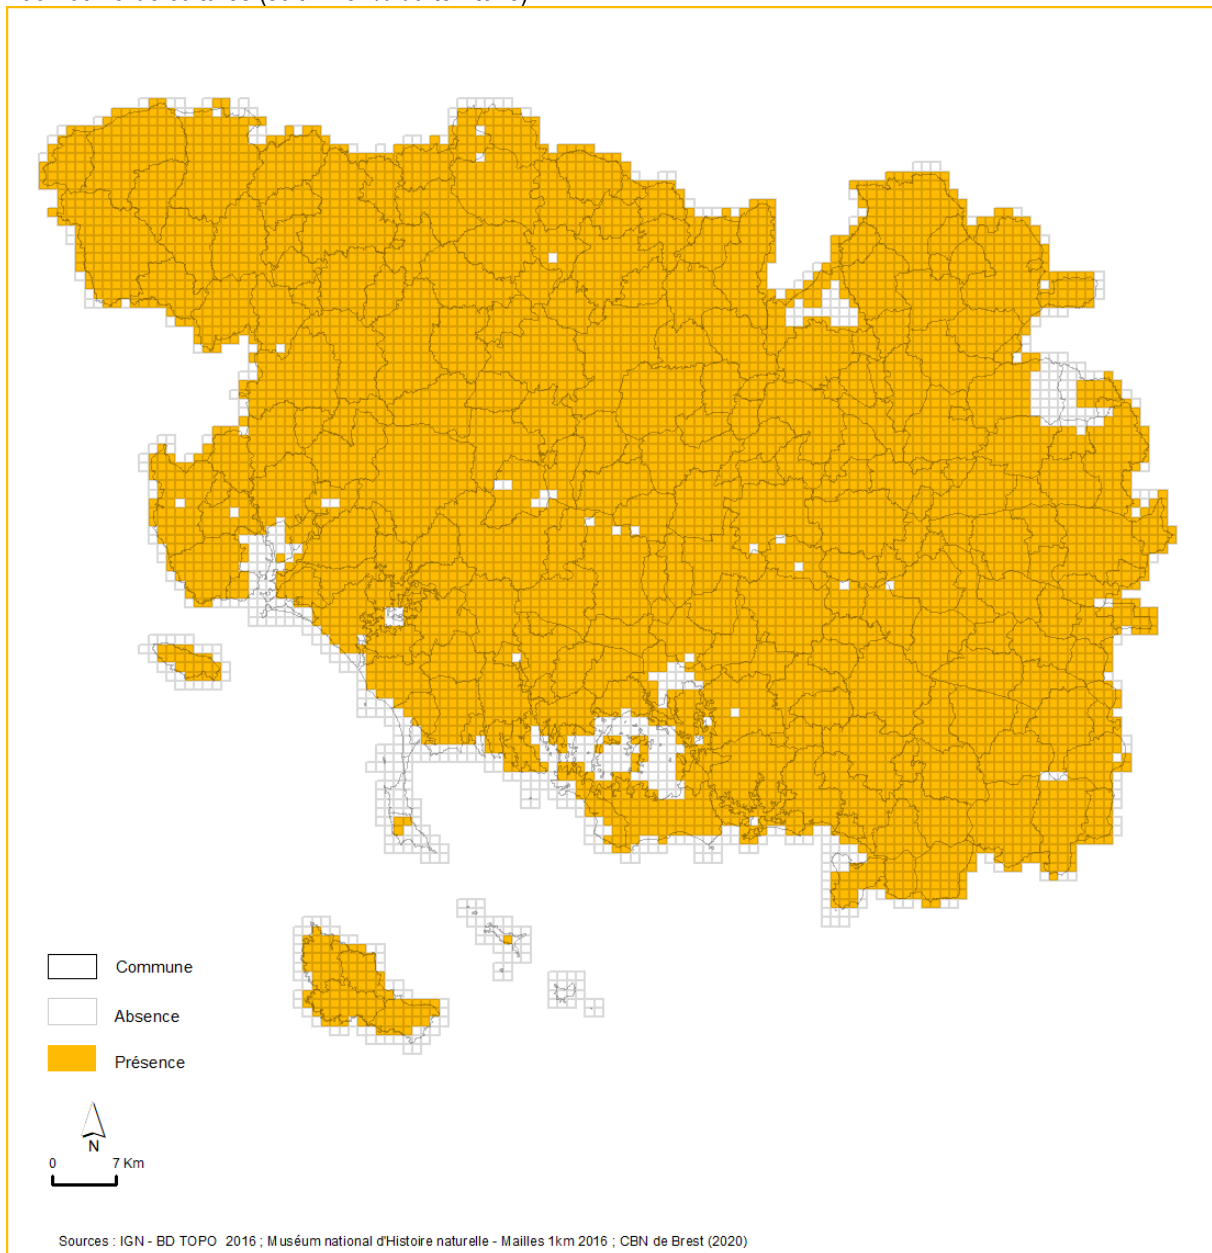 Commune
Absence
Présence
N
0 7 Km
Sources : IGN - BD TOPO 2016 ; Muséum national d'Histoire naturelle - Mailles 1km 2016 ; CBN de Brest (2020)